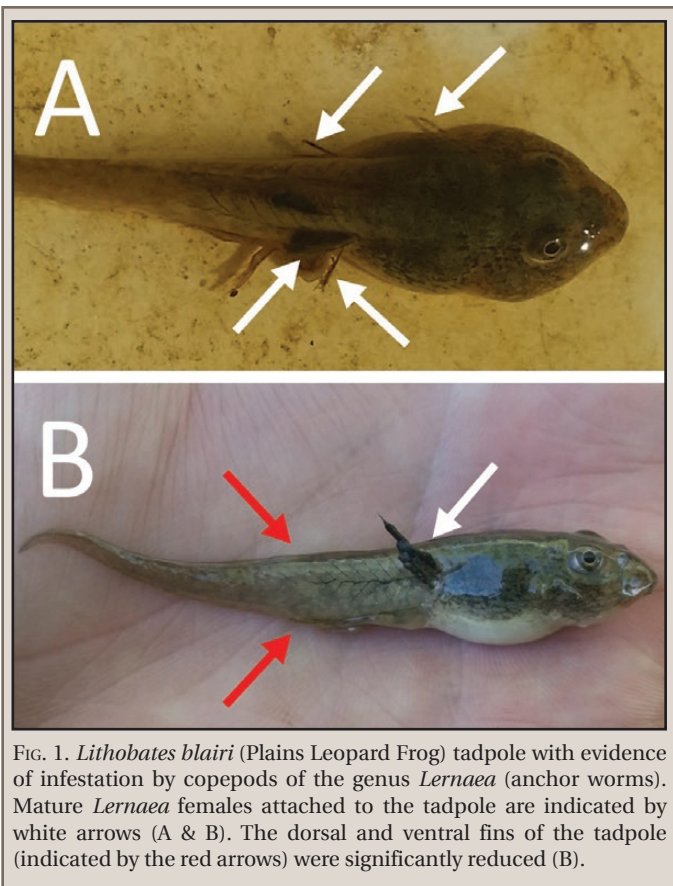 A
B
FIG. 1. Lithobates blairi (Plains Leopard Frog) tadpole with evidence
of infestation by copepods of the genus Lernaea (anchor worms).
Mature Lernaea females attached to the tadpole are indicated by
white arrows (A & B). The dorsal and ventral fins of the tadpole
(indicated by the red arrows) were significantly reduced (B).